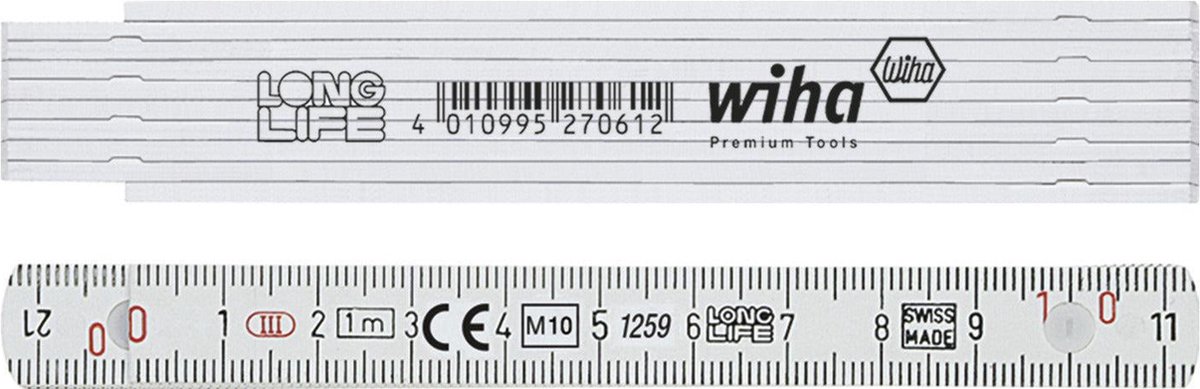 LONG LIFE
4 010995 270612
wiha
Wiha
Premium Tools
21 0 0 1 III 2 1m 3 CE 4 M10 5 1259 6 LONG LIFE 7 8 SWISS MADE 9 1 0 11